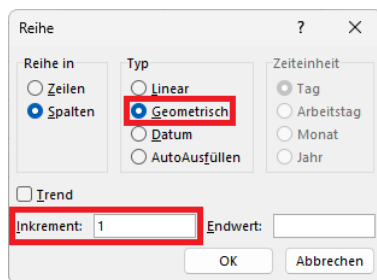 Reihe ?
Reihe in Typ Zeiteinheit
Zeilen Linear Tag
Spalten Geometrisch Arbeitstag
Datum Monat
AutoAusfüllen Jahr
Trend
Inkrement: 1 Endwert:
OK Abbrechen